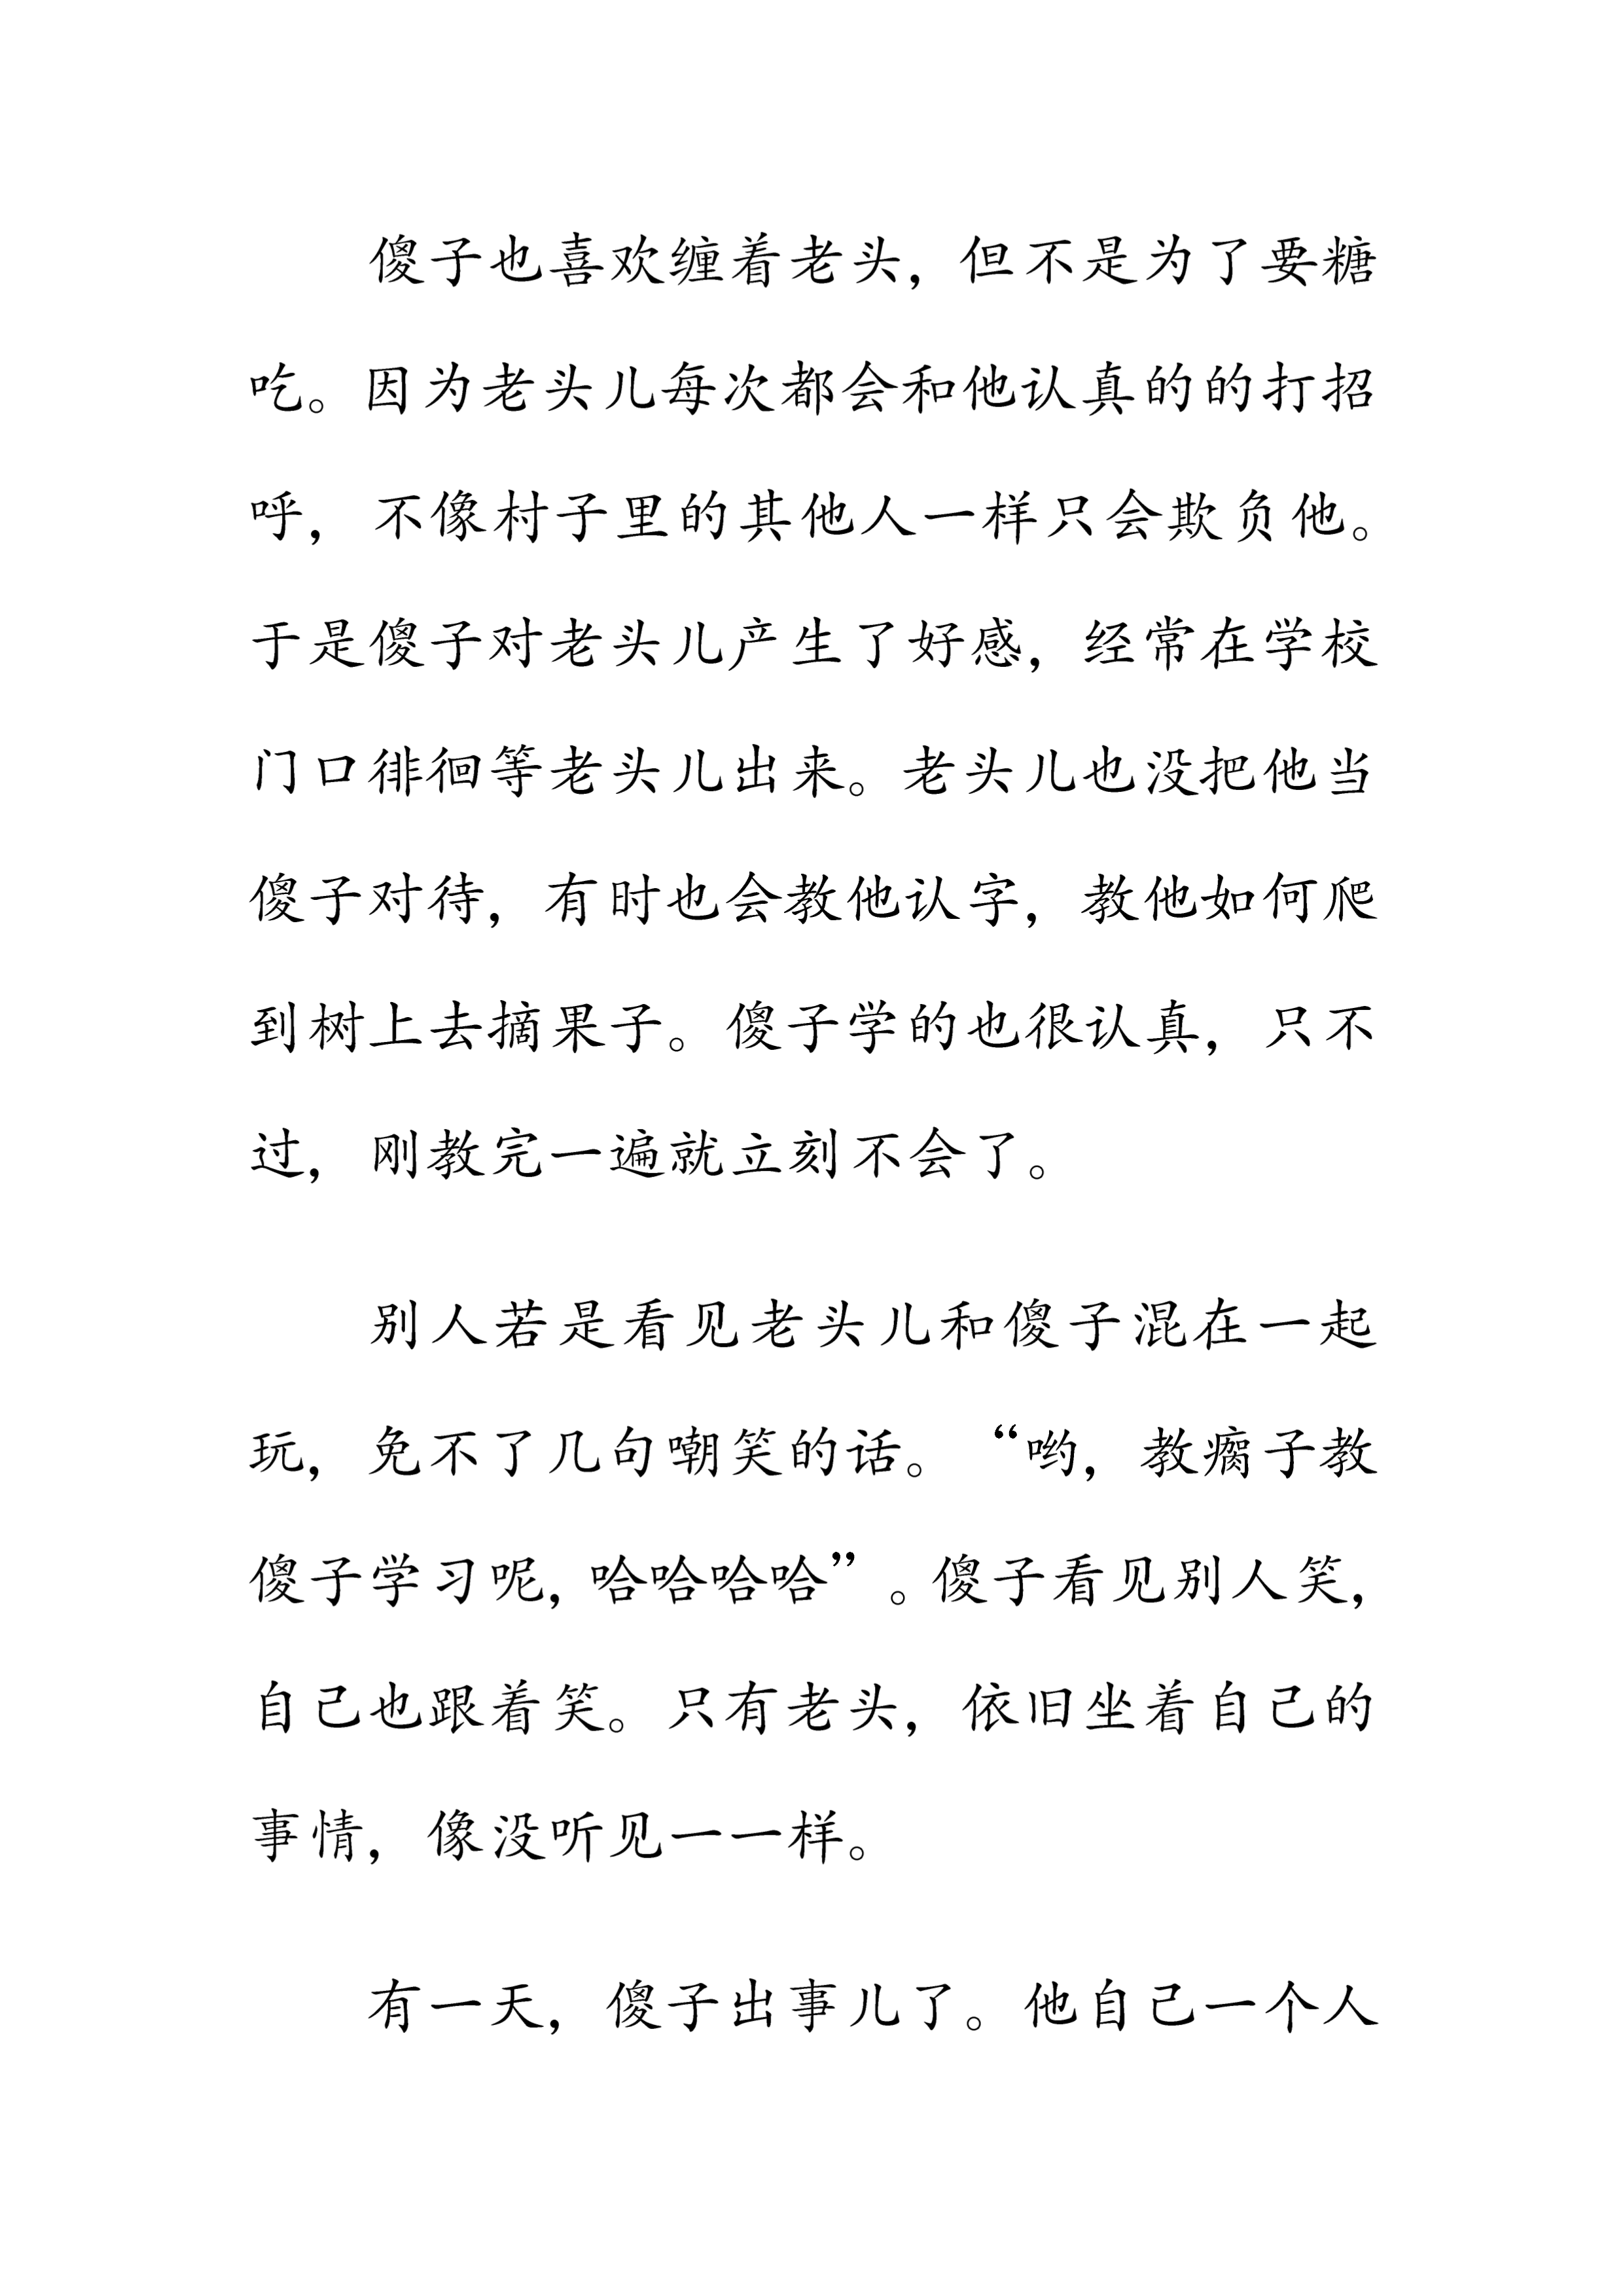 傻子也喜欢缠着老头，但不是为了要糖
吃。因为老头儿每次都会和他认真的的打招
呼，不像村子里的其他人一样只会欺负他。
于是傻子对老头儿产生了好感，经常在学校
门口徘徊等老头儿出来。老头儿也没把他当
傻子对待，有时也会教他认字，教他如何爬
到树上去摘果子。傻子学的也很认真，只不
过，刚教完一遍就立刻不会了。
别人若是看见老头儿和傻子混在一起
玩，免不了几句嘲笑的话。“哟，教瘸子教
傻子学习呢，哈哈哈哈”。傻子看见别人笑，
自己也跟着笑。只有老头，依旧坐着自己的
事情，像没听见一一样。
有一天，傻子出事儿了。他自己一个人